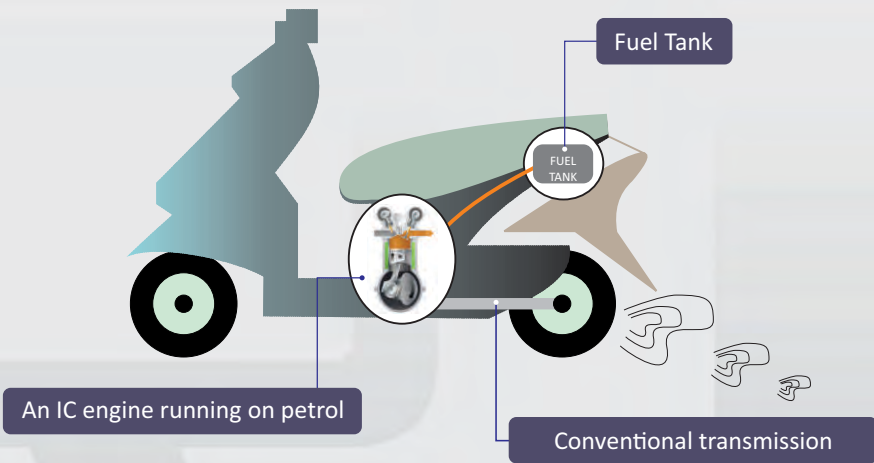 Fuel Tank
FUEL
TANK
An IC engine running on petrol
Conventional transmission